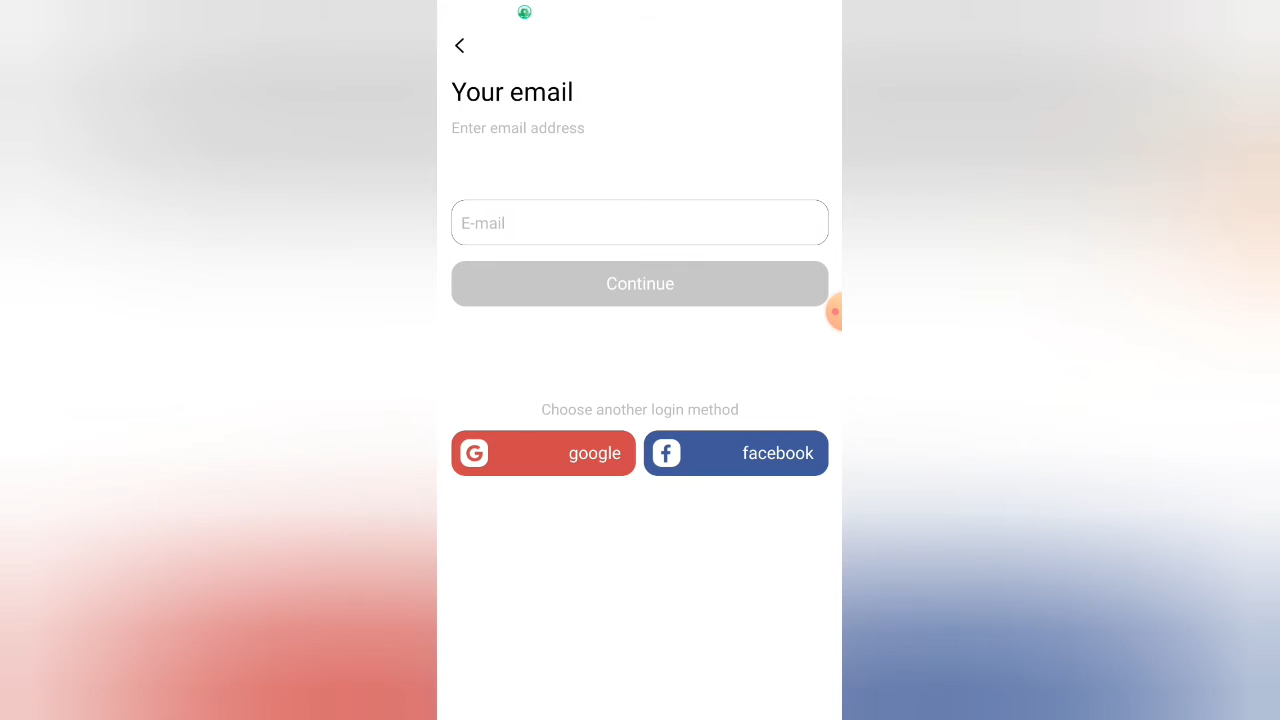 Your email
Enter email address
E-mail
Continue
Choose another login method
google
facebook